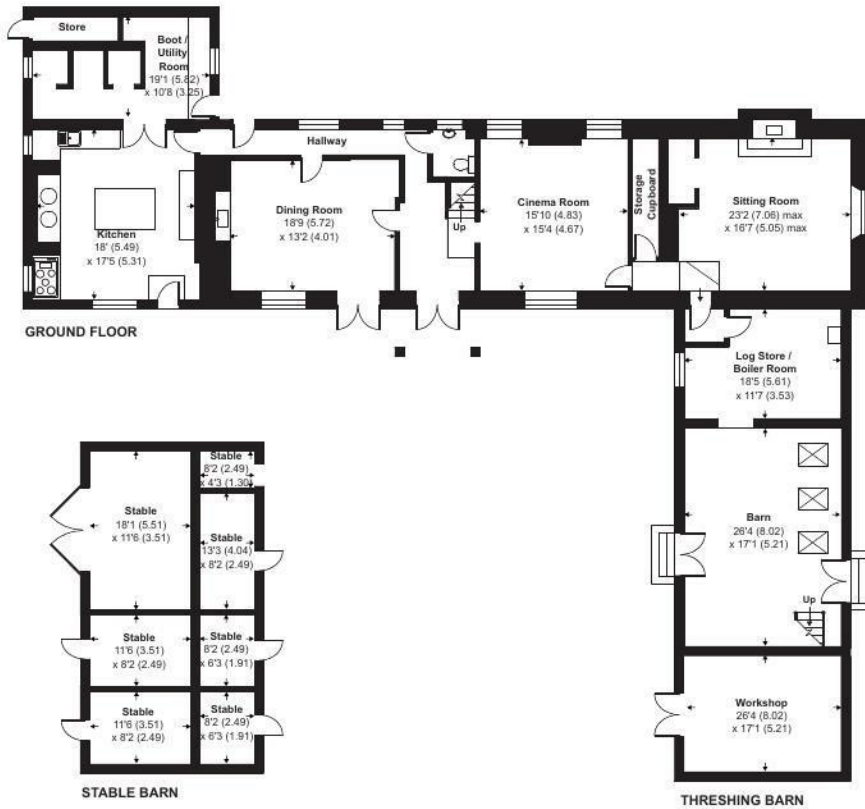 Store
Boot /
Utility
Room
19'1 (5.82)
x 10'8 (3.25)
Hallway
Kitchen
18' (5.49)
x 17'5 (5.31)
Dining Room
18'9 (5.72)
x 13'2 (4.01)
Up
Cinema Room
15'10 (4.83)
x 15'4 (4.67)
Storage
Cupboard
Sitting Room
23'2 (7.06) max
x 16'7 (5.05) max
GROUND FLOOR
Log Store /
Boiler Room
18'5 (5.61)
x 11'7 (3.53)
Barn
26'4 (8.02)
x 17'1 (5.21)
Up
Workshop
26'4 (8.02)
x 17'1 (5.21)
THRESHING BARN
Stable
8'2 (2.49)
x 4'3 (1.30)
Stable
18'1 (5.51)
x 11'6 (3.51)
Stable
13'3 (4.04)
x 8'2 (2.49)
Stable
11'6 (3.51)
x 8'2 (2.49)
Stable
8'2 (2.49)
x 6'3 (1.91)
Stable
11'6 (3.51)
x 8'2 (2.49)
Stable
8'2 (2.49)
x 6'3 (1.91)
STABLE BARN